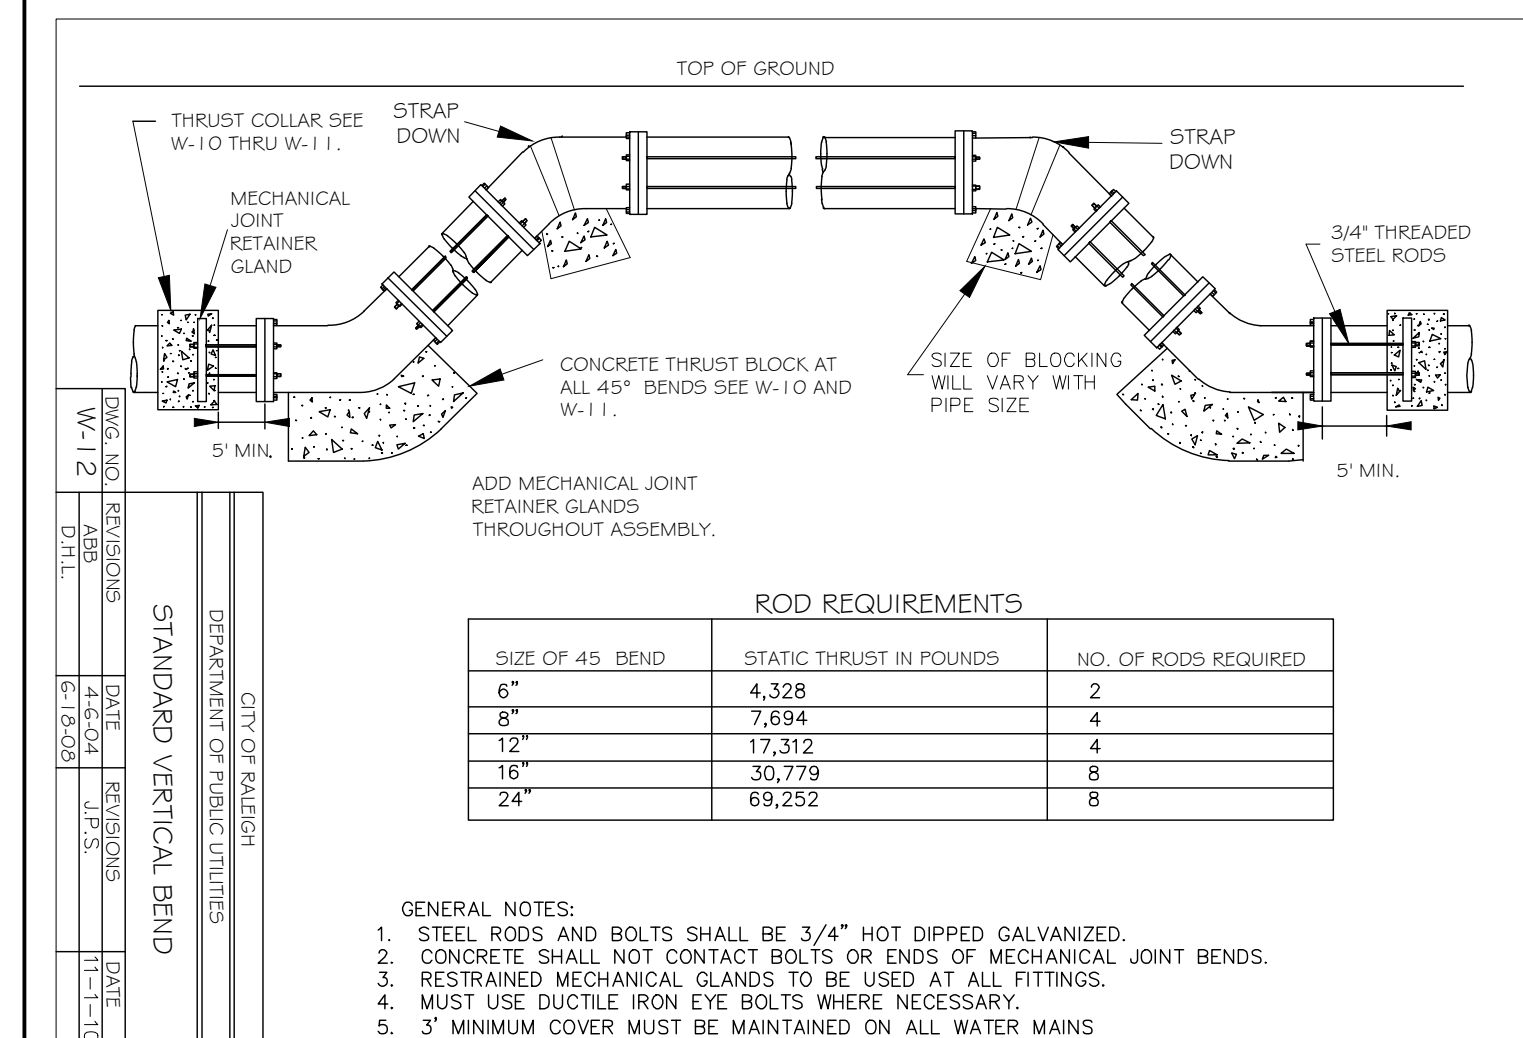 TOP OF GROUND
THRUST COLLAR SEE
W-10 THRU W-11.
STRAP
DOWN
STRAP
DOWN
MECHANICAL
JOINT
RETAINER
GLAND
3/4" THREADED
STEEL RODS
CONCRETE THRUST BLOCK AT
ALL 45° BENDS SEE W-10 AND
W-11.
SIZE OF BLOCKING
WILL VARY WITH
PIPE SIZE
5' MIN.
5' MIN.
ADD MECHANICAL JOINT
RETAINER GLANDS
THROUGHOUT ASSEMBLY.
ROD REQUIREMENTS
SIZE OF 45 BEND STATIC THRUST IN POUNDS NO. OF RODS REQUIRED
6” 4,328 2
8” 7,694 4
12” 17,312 4
16” 30,779 8
24” 69,252 8
GENERAL NOTES:
1. STEEL RODS AND BOLTS SHALL BE 3/4” HOT DIPPED GALVANIZED.
2. CONCRETE SHALL NOT CONTACT BOLTS OR ENDS OF MECHANICAL JOINT BENDS.
3. RESTRAINED MECHANICAL GLANDS TO BE USED AT ALL FITTINGS.
4. MUST USE DUCTILE IRON EYE BOLTS WHERE NECESSARY.
5. 3’ MINIMUM COVER MUST BE MAINTAINED ON ALL WATER MAINS
CITY OF RALEIGH
DEPARTMENT OF PUBLIC UTILITIES
STANDARD VERTICAL BEND
DWG. NO. REVISIONS DATE REVISIONS DATE
W-12 ABB 4-6-04 J.P.S. 11-1-10
D.H.L. 6-18-08